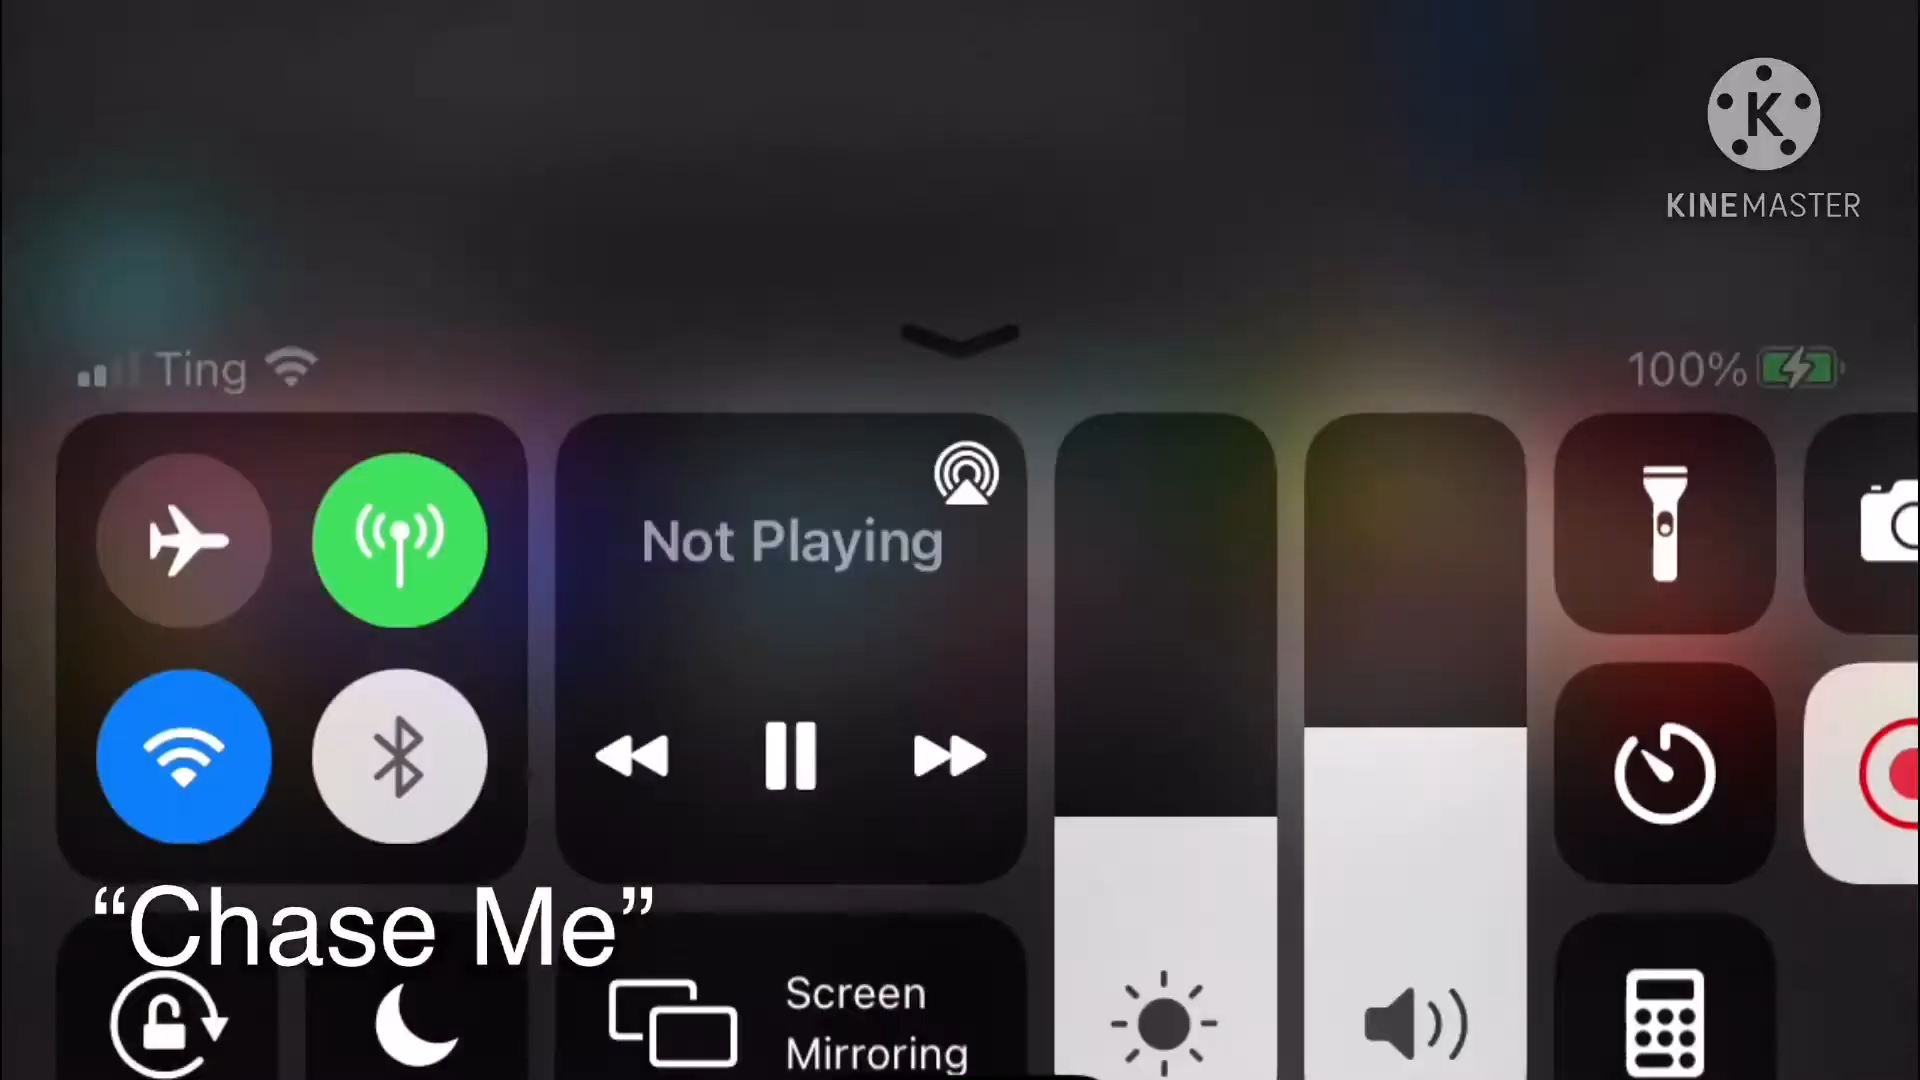 K
KINEMASTER
Ting
100%
Not Playing
“Chase Me”
Screen
Mirroring